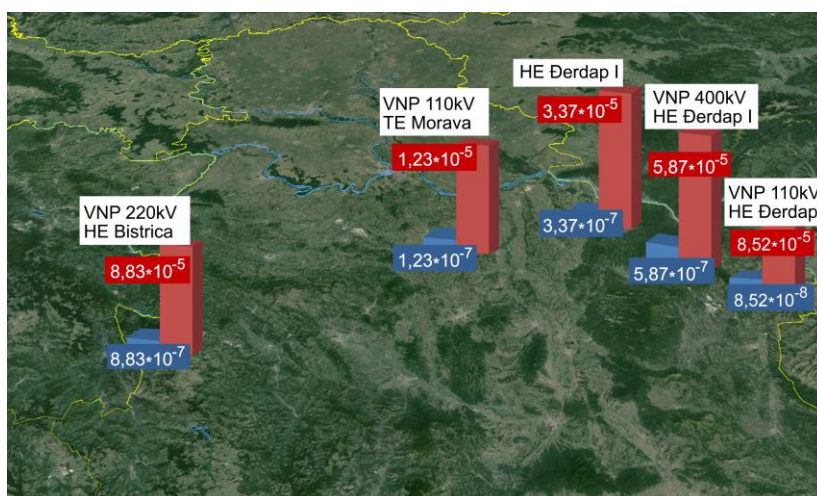 VNP 220kV
HE Bistrica
8,83*10⁻⁵
8,83*10⁻⁷
VNP 110kV
TE Morava
1,23*10⁻⁵
1,23*10⁻⁷
HE Đerdap I
3,37*10⁻⁵
3,37*10⁻⁷
VNP 400kV
HE Đerdap I
5,87*10⁻⁵
5,87*10⁻⁷
VNP 110kV
HE Đerdap
8,52*10⁻⁵
8,52*10⁻⁸